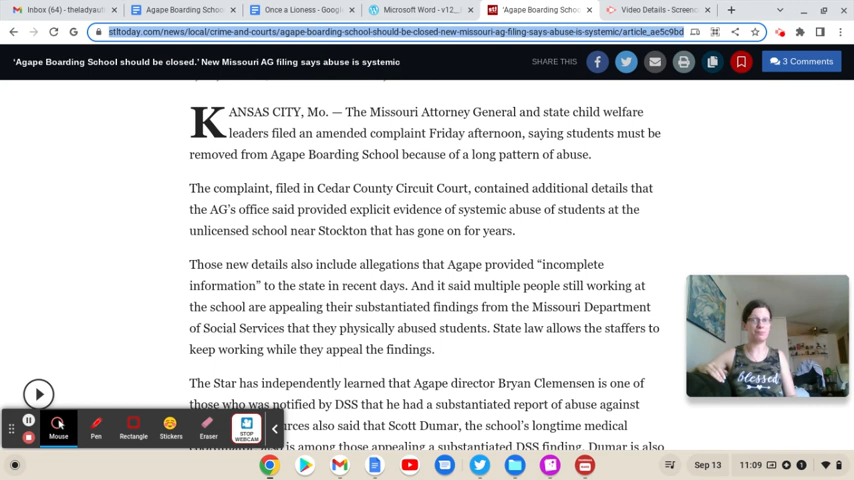 Inbox (64) - theladyaut
Agape Boarding School
Once a Lioness - Google
Microsoft Word - v12_
'Agape Boarding School
Video Details - Screenc
stltoday.com/news/local/crime-and-courts/agape-boarding-school-should-be-closed-new-missouri-ag-filing-says-abuse-is-systemic/article_ae5c9bd
'Agape Boarding School should be closed.' New Missouri AG filing says abuse is systemic
SHARE THIS
3 Comments
KANSAS CITY, Mo. — The Missouri Attorney General and state child welfare
leaders filed an amended complaint Friday afternoon, saying students must be
removed from Agape Boarding School because of a long pattern of abuse.
The complaint, filed in Cedar County Circuit Court, contained additional details that
the AG's office said provided explicit evidence of systemic abuse of students at the
unlicensed school near Stockton that has gone on for years.
Those new details also include allegations that Agape provided “incomplete
information” to the state in recent days. And it said multiple people still working at
the school are appealing their substantiated findings from the Missouri Department
of Social Services that they physically abused students. State law allows the staffers to
keep working while they appeal the findings.
The Star has independently learned that Agape director Bryan Clemensen is one of
those who was notified by DSS that he had a substantiated report of abuse against
also said that Scott Dumar, the school's longtime medical
is among those appealing a substantiated DSS finding. Dumar is also
blessed
Mouse
Pen
Rectangle
Stickers
Eraser
STOP
WEBCAM
Sep 13
11:09